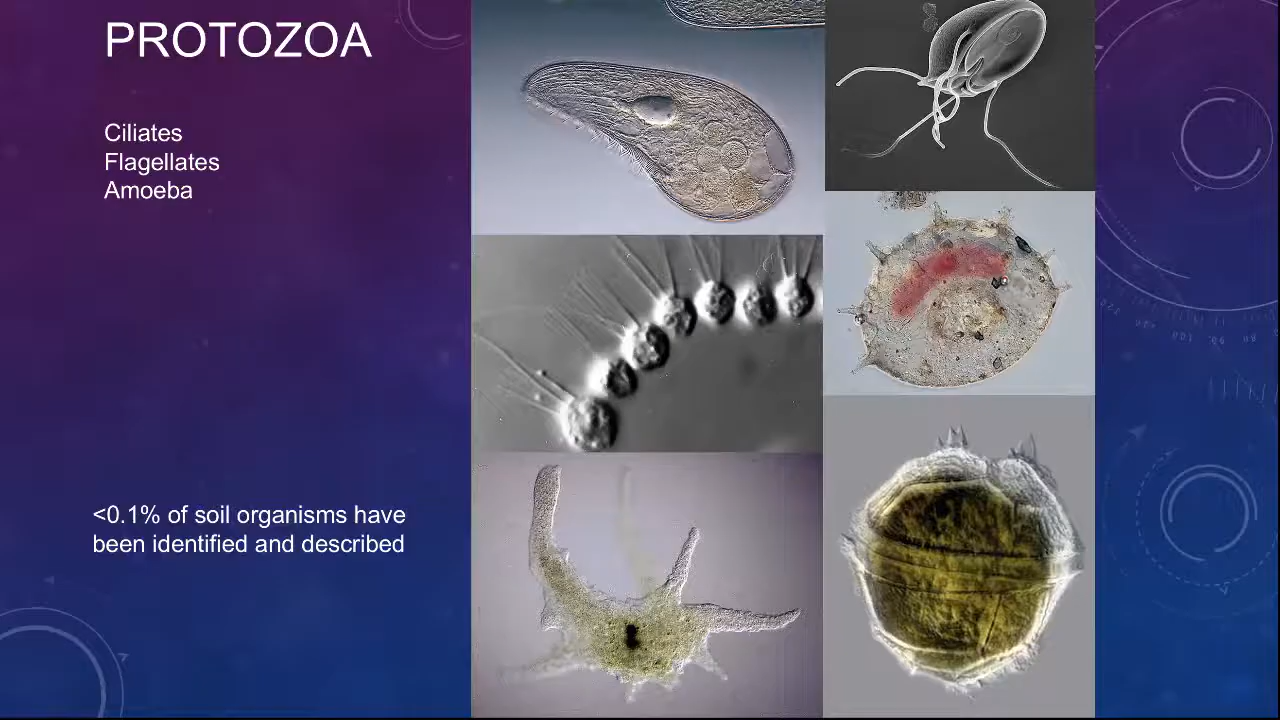 PROTOZOA
Ciliates
Flagellates
Amoeba
<0.1% of soil organisms have
been identified and described